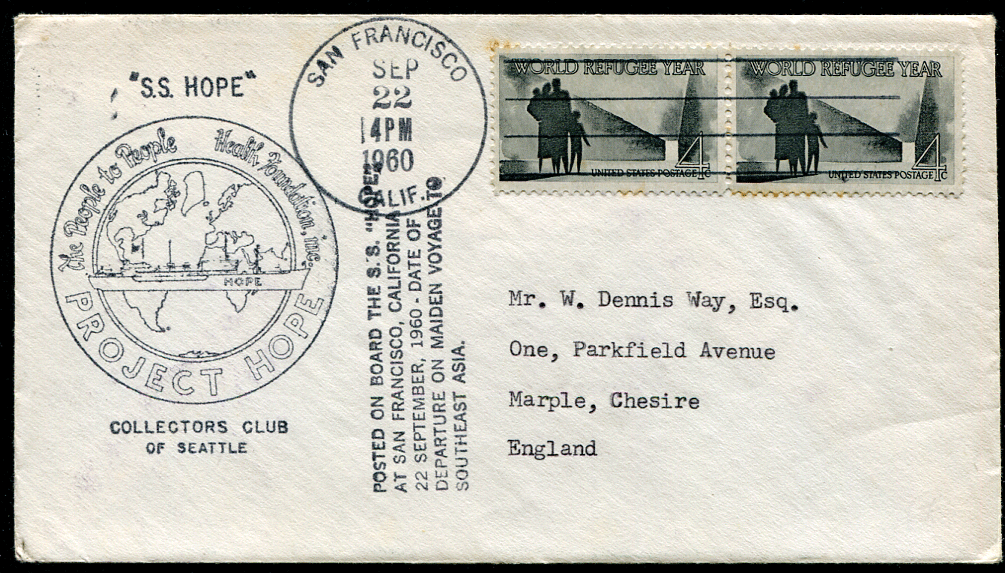 "S.S. HOPE"
The People to People Health Foundation, inc.
HOPE
PROJECT HOPE
COLLECTORS CLUB
OF SEATTLE
SAN FRANCISCO
SEP
22
4 PM
1960
CALIF.
POSTED ON BOARD THE S. S. "HOPE"
AT SAN FRANCISCO, CALIFORNIA
22 SEPTEMBER, 1960 - DATE OF
DEPARTURE ON MAIDEN VOYAGE TO
SOUTHEAST ASIA.
WORLD REFUGEE YEAR
4c
UNITED STATES POSTAGE
WORLD REFUGEE YEAR
4c
UNITED STATES POSTAGE
Mr. W. Dennis Way, Esq.
One, Parkfield Avenue
Marple, Chesire
England